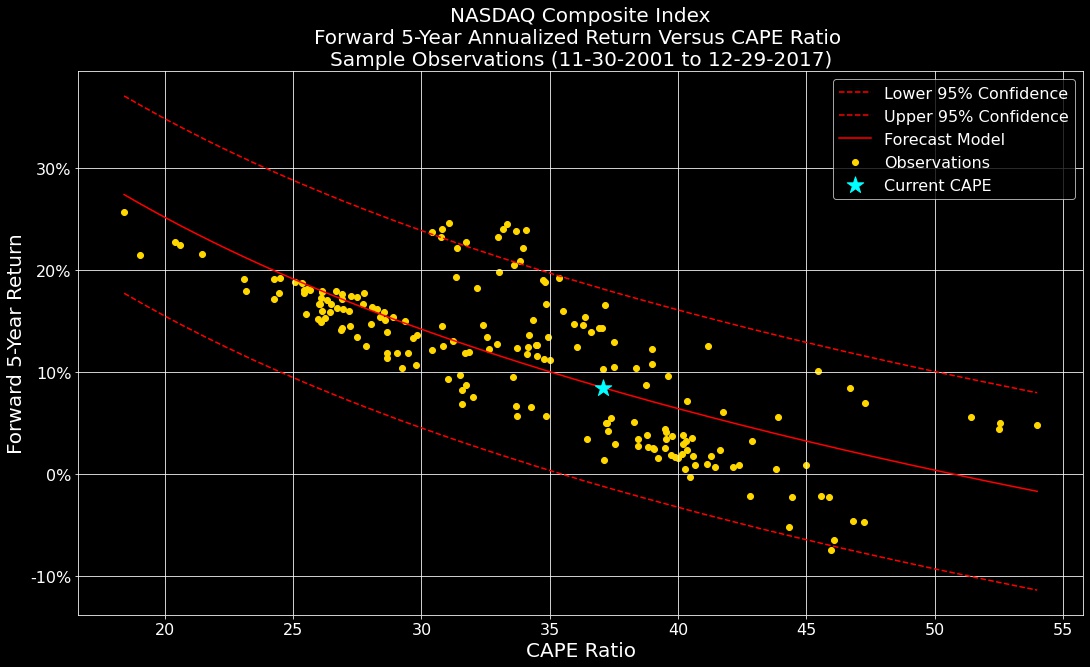 NASDAQ Composite Index
Forward 5-Year Annualized Return Versus CAPE Ratio
Sample Observations (11-30-2001 to 12-29-2017)
Lower 95% Confidence
Upper 95% Confidence
Forecast Model
Observations
Current CAPE
Forward 5-Year Return
30%
20%
10%
0%
-10%
20 25 30 35 40 45 50 55
CAPE Ratio